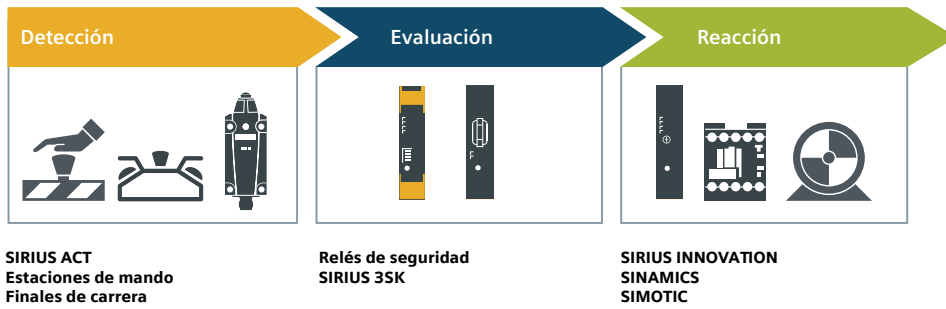 Detección
Evaluación
Reacción
SIRIUS ACT
Estaciones de mando
Finales de carrera
Relés de seguridad
SIRIUS 3SK
SIRIUS INNOVATION
SINAMICS
SIMOTIC